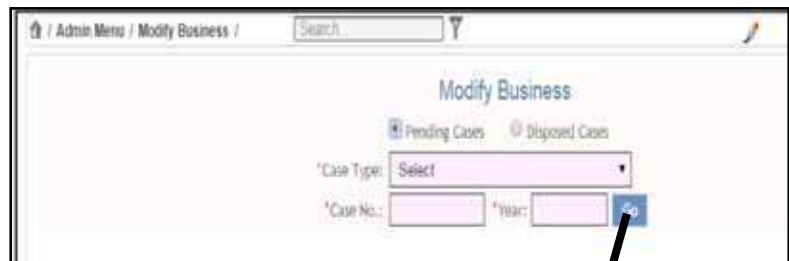 / Admin Menu / Modify Business / Search
Modify Business
Pending Cases Disposed Cases
*Case Type: Select
*Case No.: *Year: Go